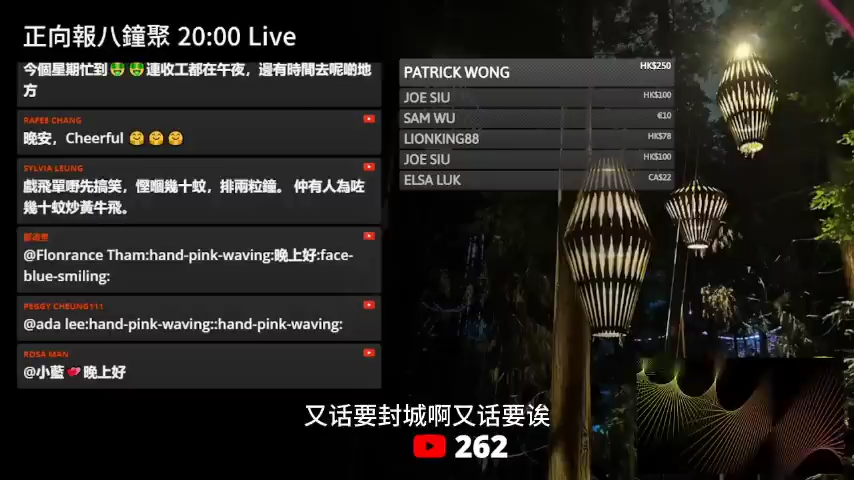 正向報八鐘聚 20:00 Live
今個星期忙到🤑🤑連收工都在午夜，邊有時間去呢啲地
方
RAFEE CHANG
晚安，Cheerful 🤗🤗🤗
SYLVIA LEUNG
戲飛單嘢先搞笑，慳嗰幾十蚊，排兩粒鐘。 仲有人為咗
幾十蚊炒黃牛飛。
@Flonrance Tham:hand-pink-waving:晚上好:face-
blue-smiling:
PEGGY CHEUNG111
@ada lee:hand-pink-waving::hand-pink-waving:
ROSA MAN
@小藍💕晚上好
PATRICK WONG HK$250
JOE SIU HK$100
SAM WU €10
LIONKING88 HK$78
JOE SIU HK$100
ELSA LUK CA$22
又话要封城啊又话要诶
262